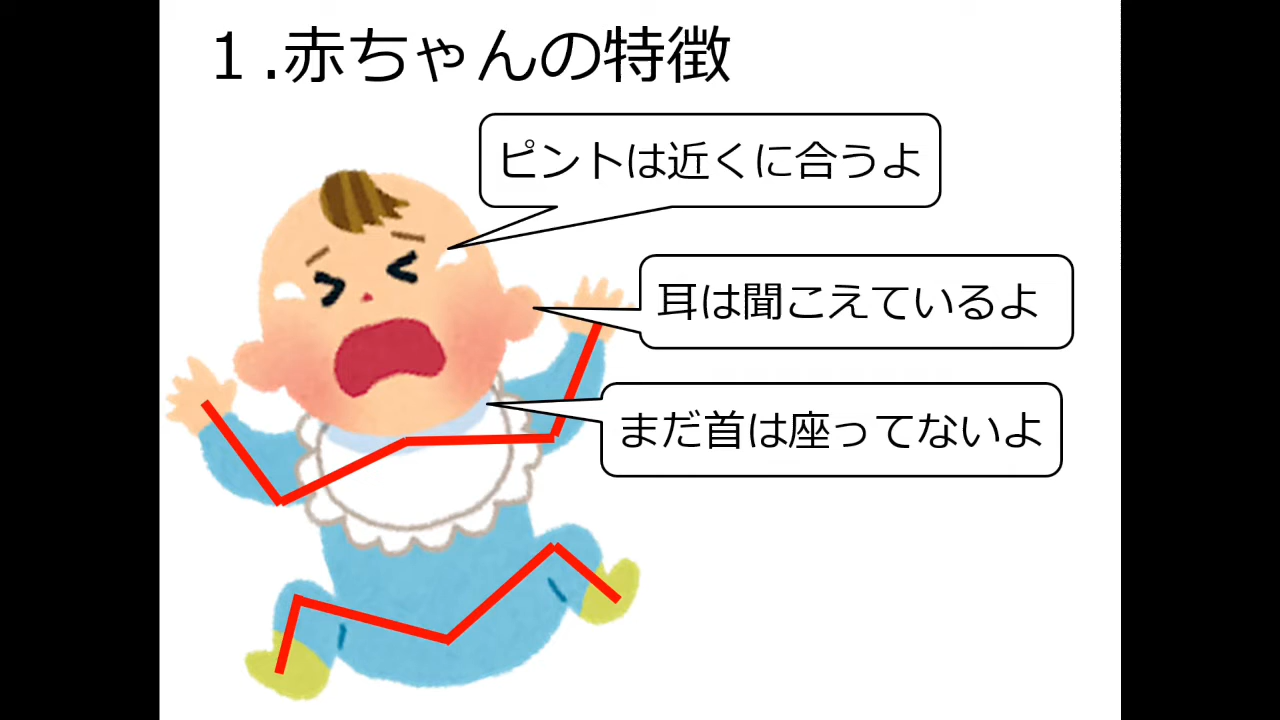 １.赤ちゃんの特徴
ピントは近くに合うよ
耳は聞こえているよ
まだ首は座ってないよ